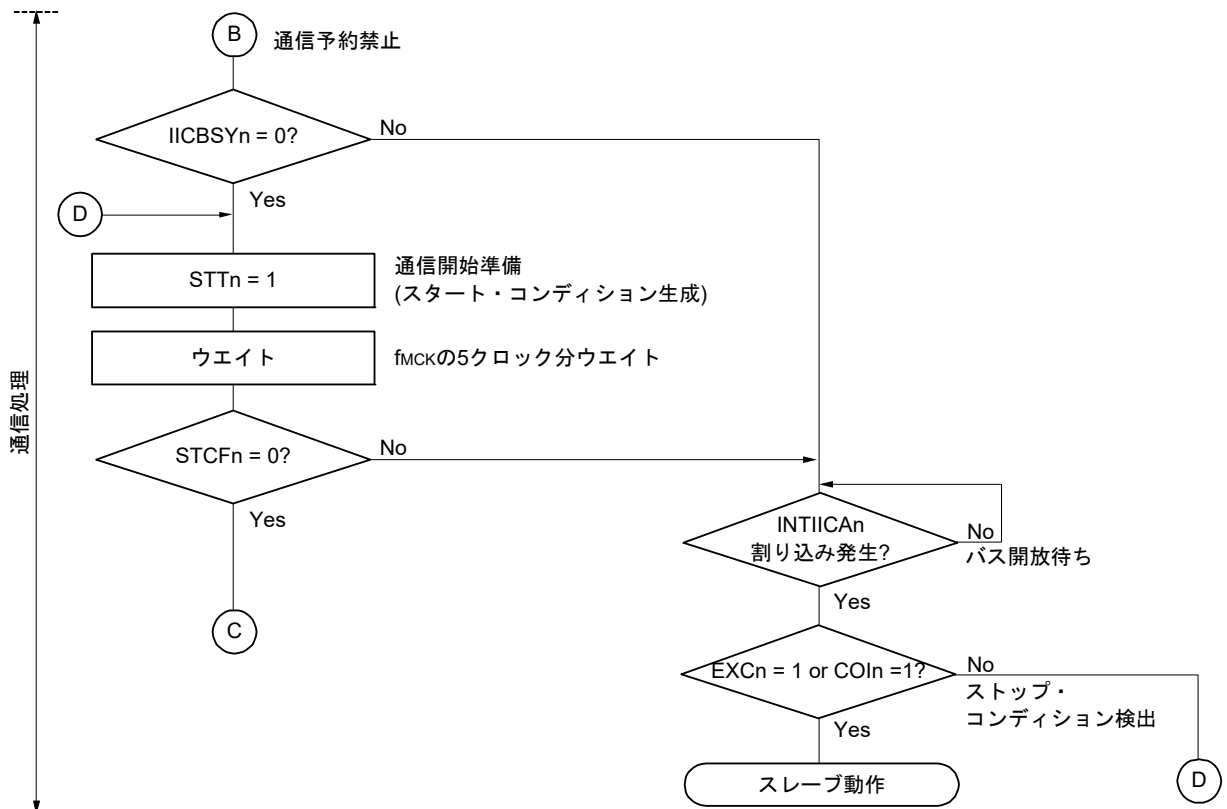 B 通信予約禁止
IICBSYn = 0?
No
Yes
D
STTn = 1
通信開始準備
(スタート・コンディション生成)
ウエイト
fMCKの5クロック分ウエイト
STCFn = 0?
No
Yes
C
INTIICAn
割り込み発生?
No
バス開放待ち
Yes
EXCn = 1 or COIn =1?
No
ストップ・
コンディション検出
Yes
スレーブ動作
D
通信処理